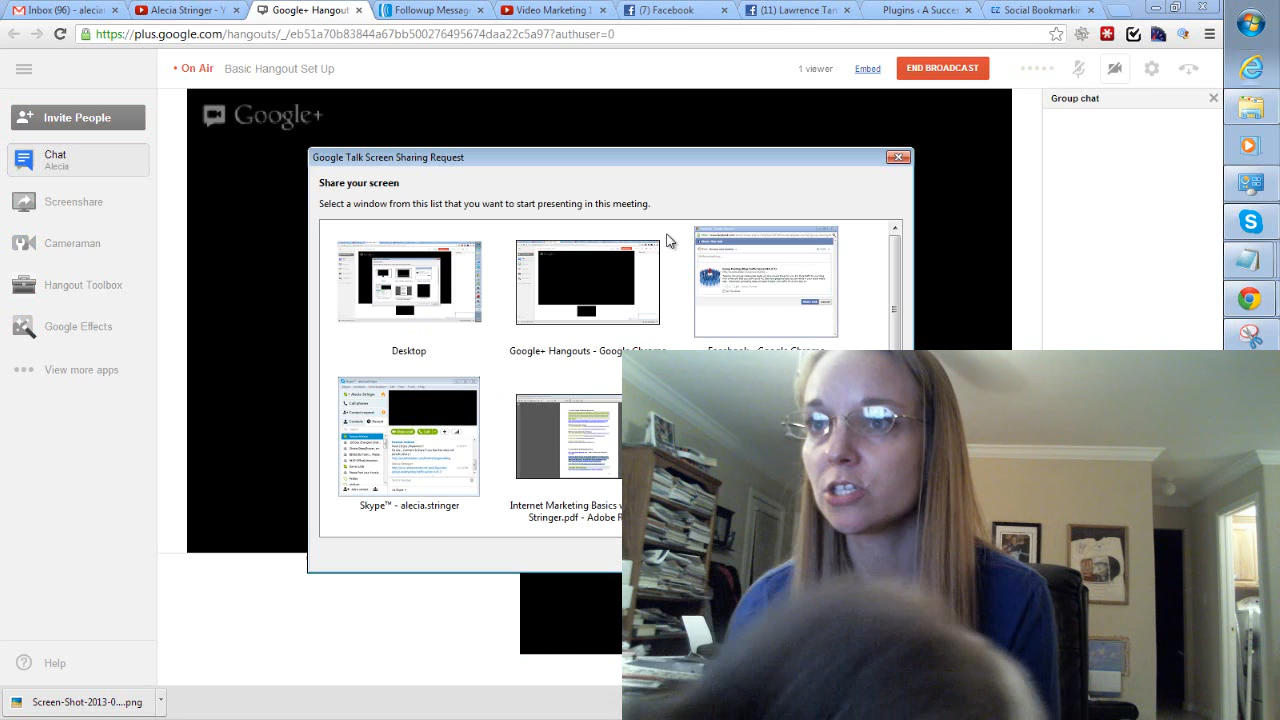 Inbox (96) - alecia
Alecia Stringer - Y
Google+ Hangout
Followup Messag
Video Marketing 1
(7) Facebook
(11) Lawrence Tan
Plugins ‹ A Succes
Social Bookmarki
https://plus.google.com/hangouts/_/eb51a70b83844a67bb200276495674daa22c5a97?authuser=0
• On Air
Basic Hangout Set Up
1 viewer
Embed
END BROADCAST
Invite People
Google+
Group chat
Chat
Alecia
Google Talk Screen Sharing Request
Share your screen
Select a window from this list that you want to start presenting in this meeting.
Screenshare
Cameraman
Toolbox
Google Effects
View more apps
Desktop
Google+ Hangouts - Google Chrome
Facebook - Google Chrome
Skype™ - alecia.stringer
Internet Marketing Basics
Stringer.pdf - Adobe R
Help
Screen-Shot-2013-0....png